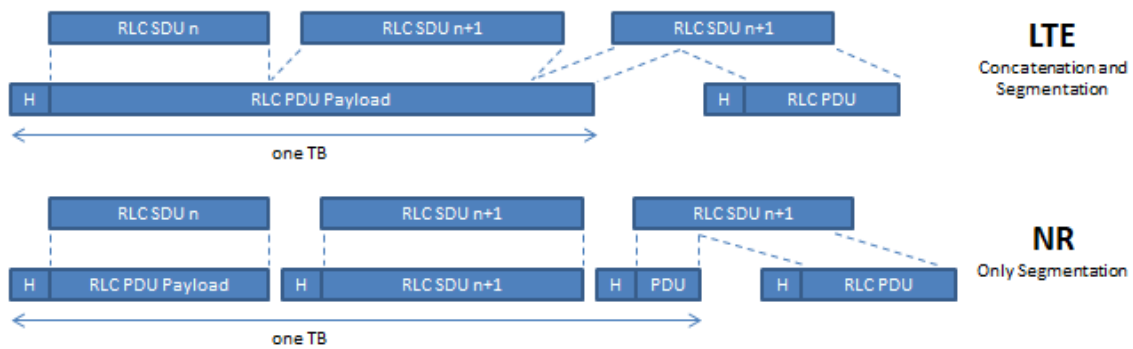 RLC SDU n
RLC SDU n+1
RLC SDU n+1
LTE
Concatenation and
Segmentation
H
RLC PDU Payload
H
RLC PDU
one TB
RLC SDU n
RLC SDU n+1
RLC SDU n+1
NR
Only Segmentation
H
RLC PDU Payload
H
RLC SDU n+1
H
PDU
H
RLC PDU
one TB